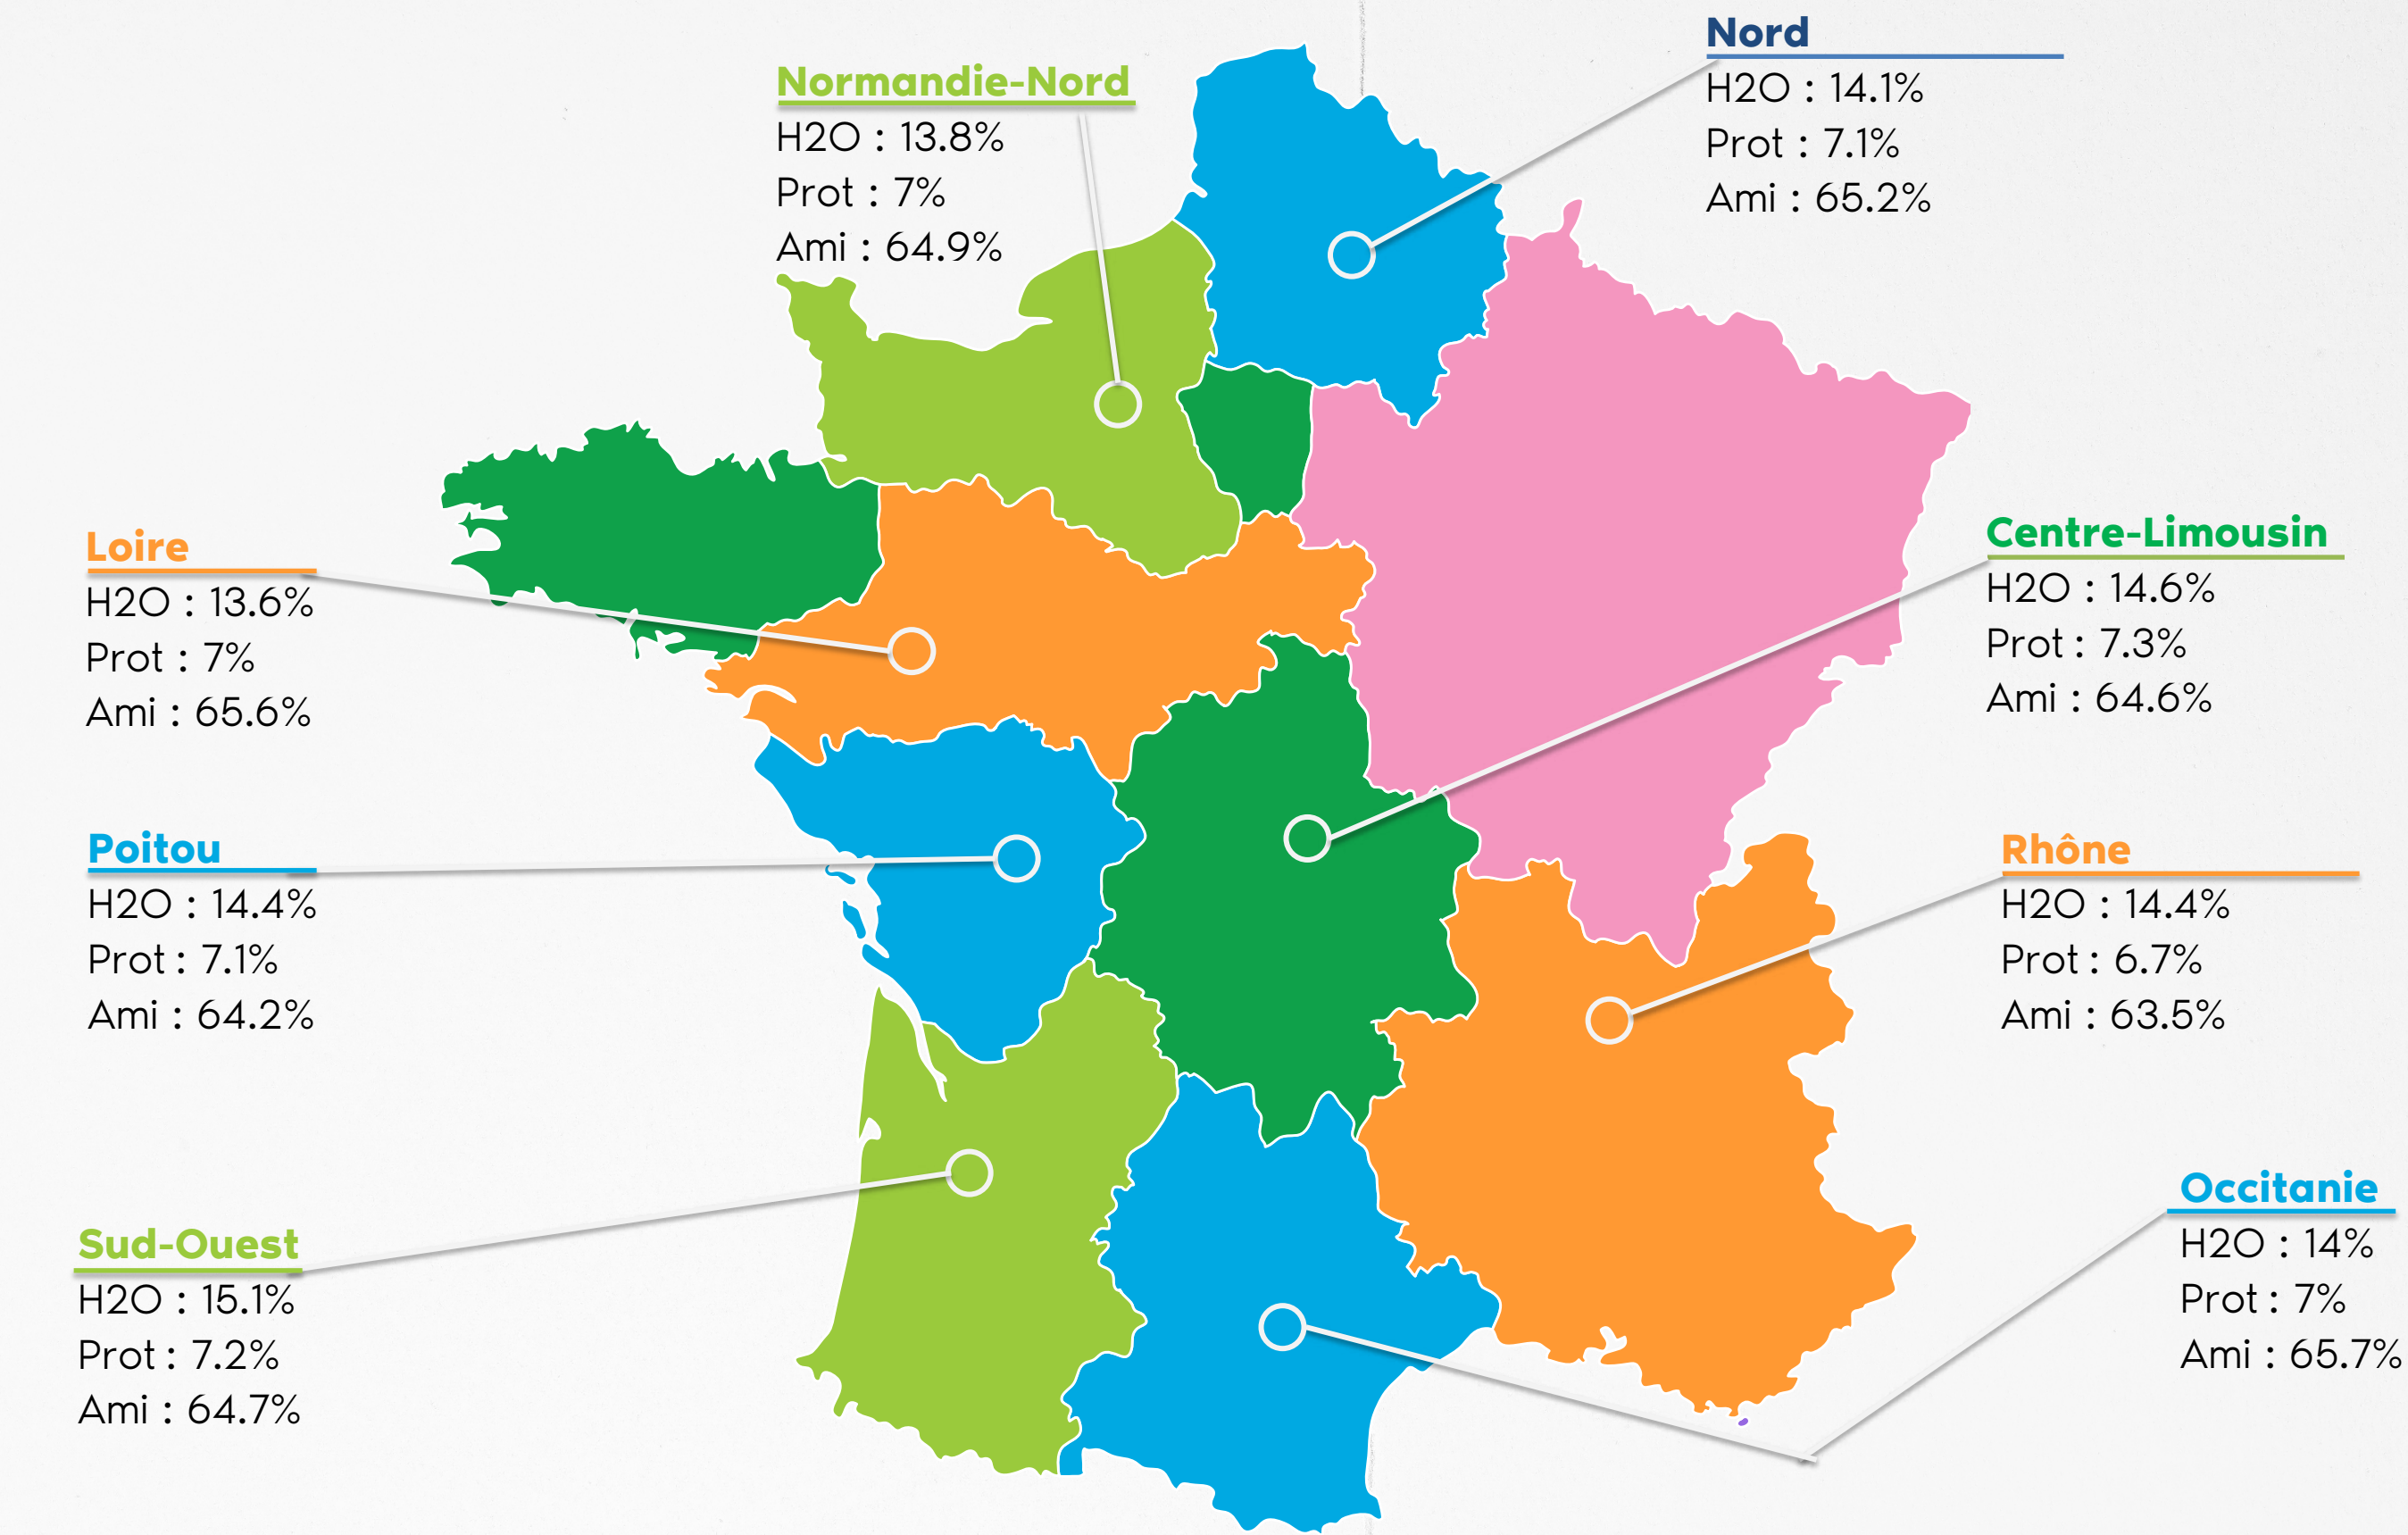 Nord
H2O : 14.1%
Prot : 7.1%
Ami : 65.2%
Normandie-Nord
H2O : 13.8%
Prot : 7%
Ami : 64.9%
Loire
H2O : 13.6%
Prot : 7%
Ami : 65.6%
Centre-Limousin
H2O : 14.6%
Prot : 7.3%
Ami : 64.6%
Poitou
H2O : 14.4%
Prot : 7.1%
Ami : 64.2%
Rhône
H2O : 14.4%
Prot : 6.7%
Ami : 63.5%
Sud-Ouest
H2O : 15.1%
Prot : 7.2%
Ami : 64.7%
Occitanie
H2O : 14%
Prot : 7%
Ami : 65.7%